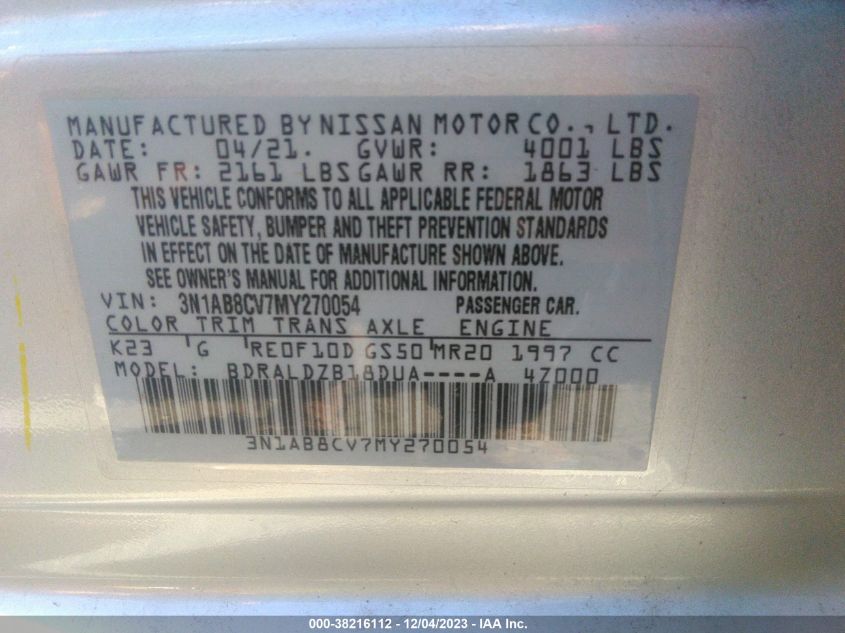 MANUFACTURED BY NISSAN MOTOR CO., LTD.
DATE: 04/21. GVWR: 4001 LBS
GAWR FR: 2161 LBS GAWR RR: 1863 LBS
THIS VEHICLE CONFORMS TO ALL APPLICABLE FEDERAL MOTOR
VEHICLE SAFETY, BUMPER AND THEFT PREVENTION STANDARDS
IN EFFECT ON THE DATE OF MANUFACTURE SHOWN ABOVE.
SEE OWNER'S MANUAL FOR ADDITIONAL INFORMATION.
VIN: 3N1AB8CV7MY270054 PASSENGER CAR.
COLOR TRIM TRANS AXLE ENGINE
K23 G RE0F10D GS50 MR20 1997 CC
MODEL: BDRALDZB18DUA----A 47000
3N1AB8CV7MY270054
000-38216112 - 12/04/2023 - IAA Inc.